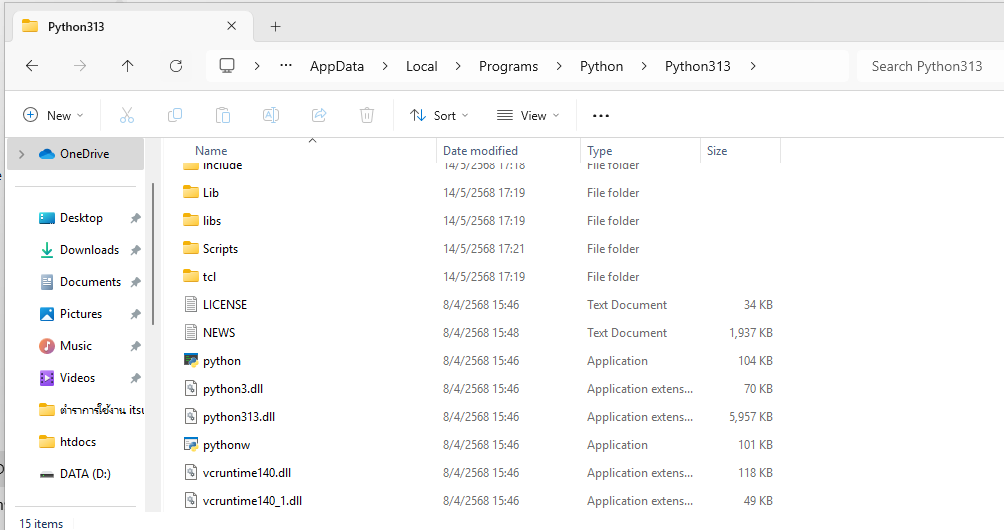 Python313
AppData Local Programs Python Python313 Search Python313
New Sort View
Name Date modified Type Size
OneDrive
Desktop
Downloads
Documents
Pictures
Music
Videos
ตำราการใช้งาน itsu
htdocs
DATA (D:)
include 14/5/2568 17:18 File folder
Lib 14/5/2568 17:19 File folder
libs 14/5/2568 17:19 File folder
Scripts 14/5/2568 17:21 File folder
tcl 14/5/2568 17:19 File folder
LICENSE 8/4/2568 15:46 Text Document 34 KB
NEWS 8/4/2568 15:48 Text Document 1,937 KB
python 8/4/2568 15:46 Application 104 KB
python3.dll 8/4/2568 15:46 Application extens... 70 KB
python313.dll 8/4/2568 15:46 Application extens... 5,957 KB
pythonw 8/4/2568 15:46 Application 101 KB
vcruntime140.dll 8/4/2568 15:46 Application extens... 118 KB
vcruntime140_1.dll 8/4/2568 15:46 Application extens... 49 KB
15 items